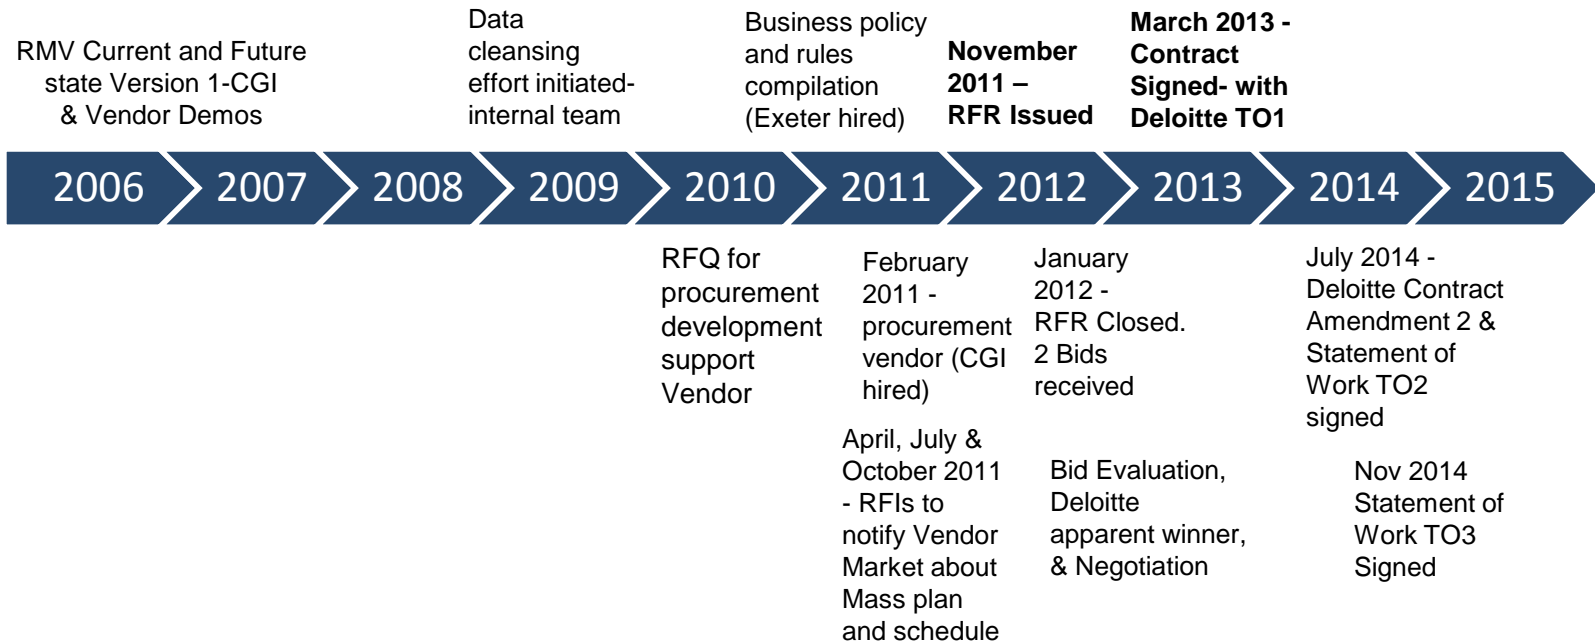 RMV Current and Future
state Version 1-CGI
& Vendor Demos
Data
cleansing
effort initiated-
internal team
Business policy
and rules
compilation
(Exeter hired)
November
2011 –
RFR Issued
March 2013 -
Contract
Signed- with
Deloitte TO1
2006
2007
2008
2009
2010
2011
2012
2013
2014
2015
RFQ for
procurement
development
support
Vendor
February
2011 -
procurement
vendor (CGI
hired)
April, July &
October 2011
- RFIs to
notify Vendor
Market about
Mass plan
and schedule
January
2012 -
RFR Closed.
2 Bids
received
Bid Evaluation,
Deloitte
apparent winner,
& Negotiation
July 2014 -
Deloitte Contract
Amendment 2 &
Statement of
Work TO2
signed
Nov 2014
Statement of
Work TO3
Signed